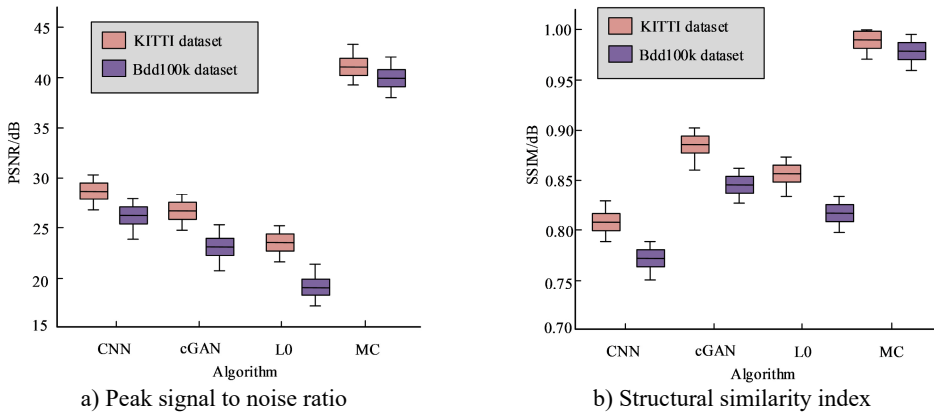 45
40
35
30
25
20
15
PSNR/dB
KITTI dataset
Bdd100k dataset
CNN
cGAN
L0
MC
Algorithm
a) Peak signal to noise ratio
1.00
0.95
0.90
0.85
0.80
0.75
0.70
SSIM/dB
KITTI dataset
Bdd100k dataset
CNN
cGAN
L0
MC
Algorithm
b) Structural similarity index